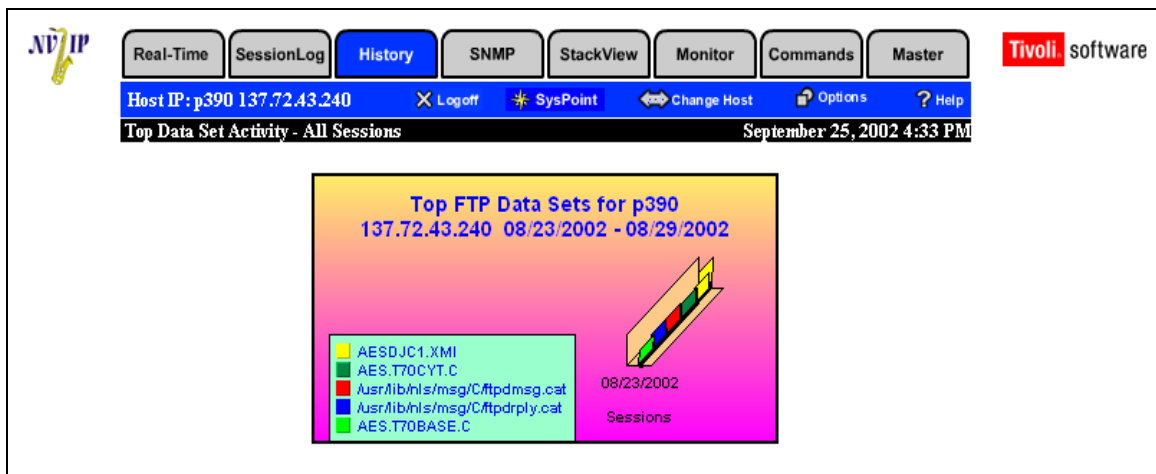 NV IP
Real-Time SessionLog History SNMP StackView Monitor Commands Master
Tivoli. software
Host IP: p390 137.72.43.240 Logoff SysPoint Change Host Options ? Help
Top Data Set Activity - All Sessions September 25, 2002 4:33 PM
Top FTP Data Sets for p390
137.72.43.240 08/23/2002 - 08/29/2002
AESDJC1.XMI
AES.T70CYT.C
/usr/lib/nls/msg/C/ftpdmsg.cat
/usr/lib/nls/msg/C/ftpdrply.cat
AES.T70BASE.C
08/23/2002
Sessions